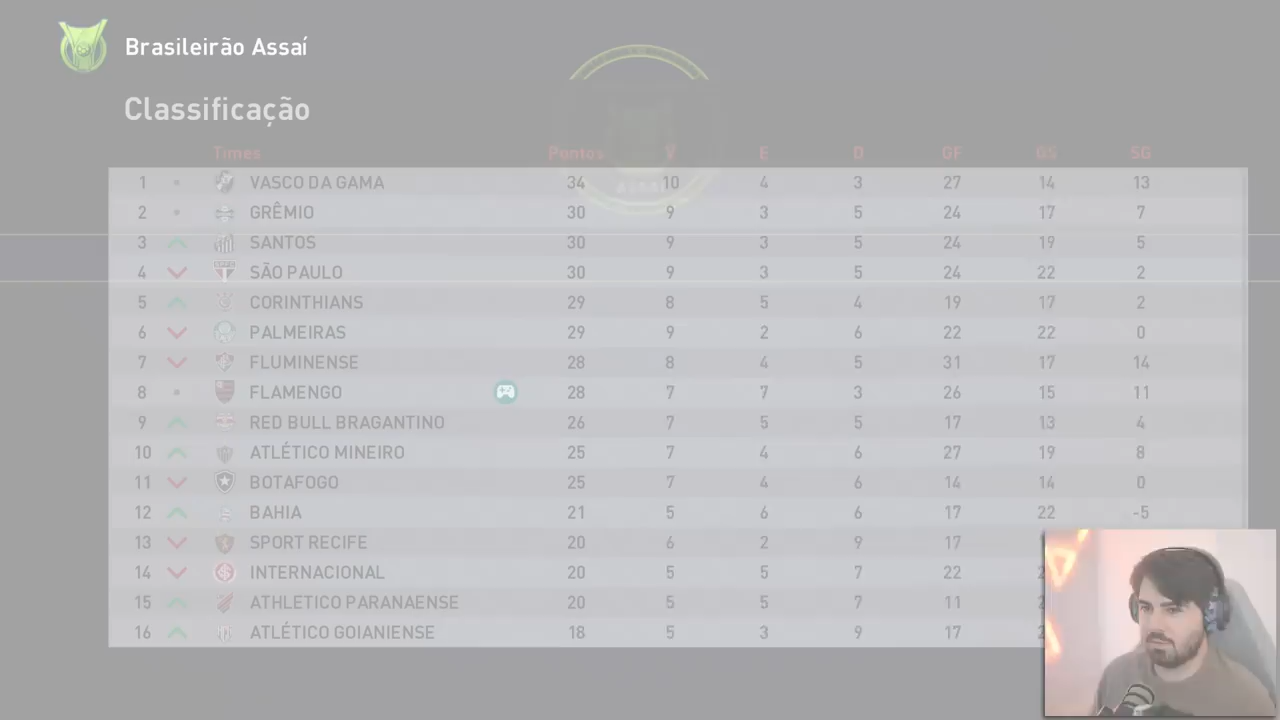 Brasileirão Assaí
Classificação
Times Pontos V E D GF GS SG
1 VASCO DA GAMA 34 10 4 3 27 14 13
2 GRÊMIO 30 9 3 5 24 17 7
3 SANTOS 30 9 3 5 24 19 5
4 SÃO PAULO 30 9 3 5 24 22 2
5 CORINTHIANS 29 8 5 4 19 17 2
6 PALMEIRAS 29 9 2 6 22 22 0
7 FLUMINENSE 28 8 4 5 31 17 14
8 FLAMENGO 28 7 7 3 26 15 11
9 RED BULL BRAGANTINO 26 7 5 5 17 13 4
10 ATLÉTICO MINEIRO 25 7 4 6 27 19 8
11 BOTAFOGO 25 7 4 6 14 14 0
12 BAHIA 21 5 6 6 17 22 -5
13 SPORT RECIFE 20 6 2 9 17
14 INTERNACIONAL 20 5 5 7 22
15 ATHLETICO PARANAENSE 20 5 5 7 11
16 ATLÉTICO GOIANIENSE 18 5 3 9 17